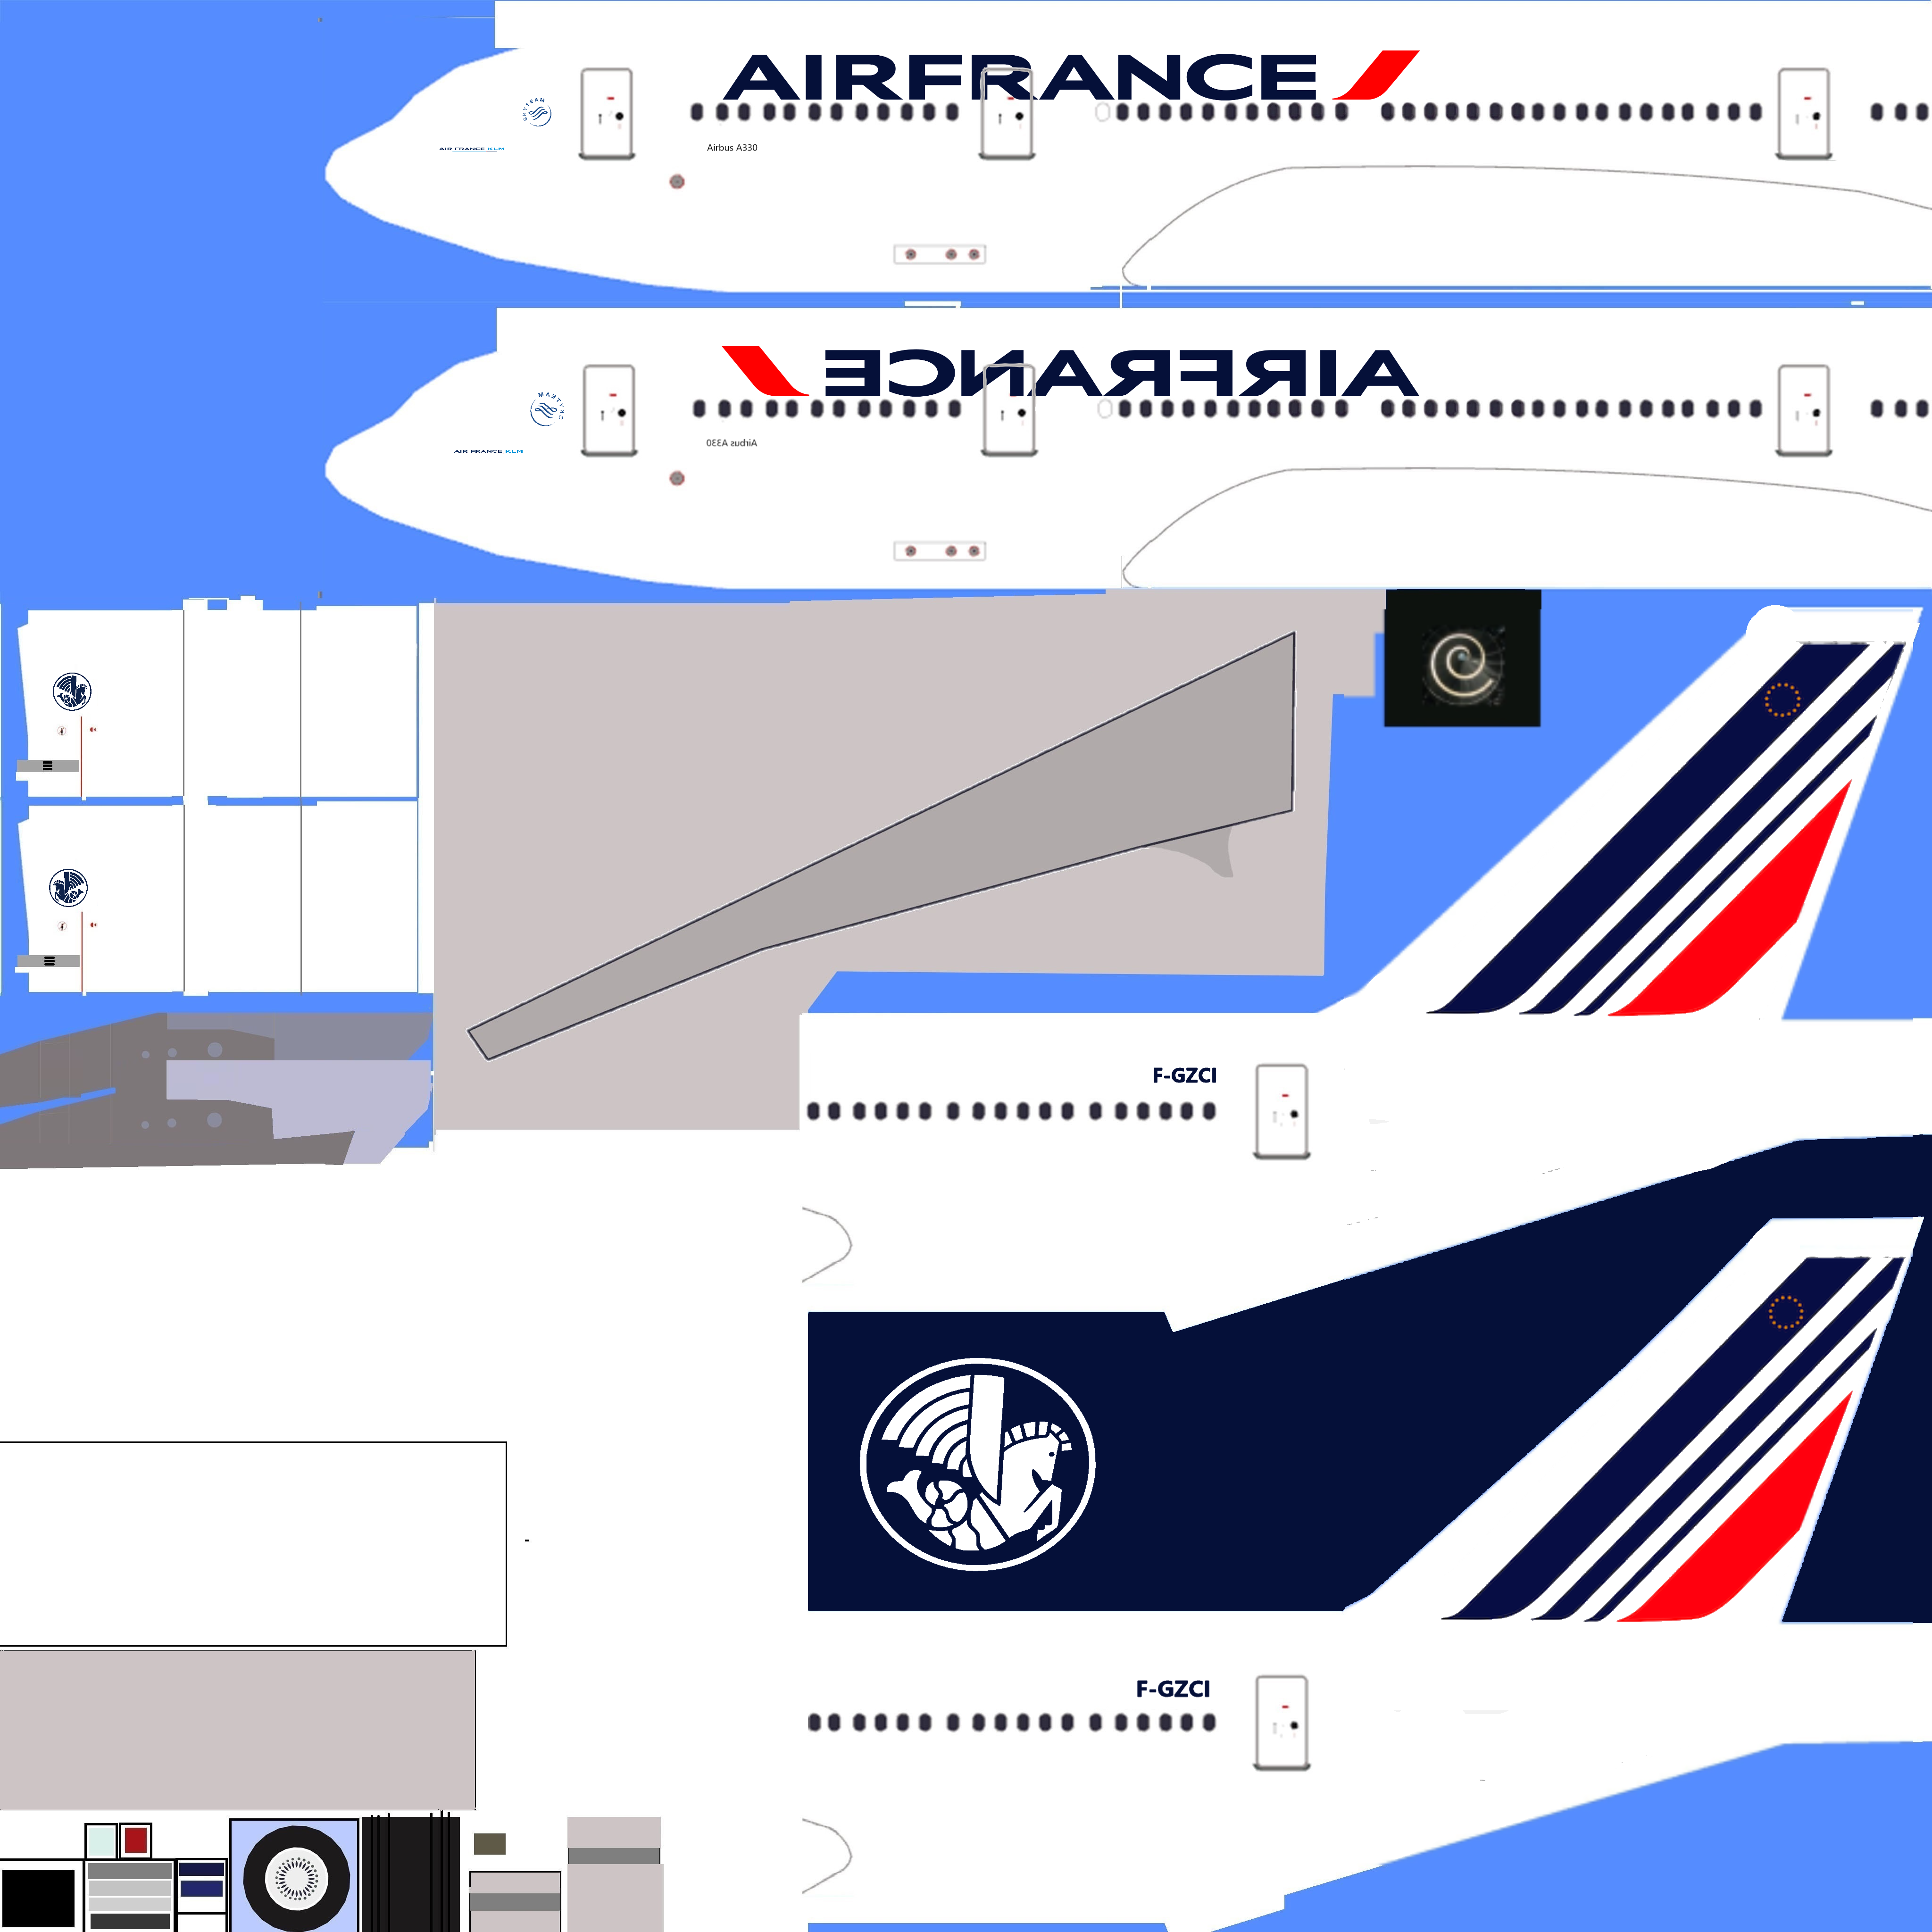 AIRFRANCE
SKYTEAM
AIR FRANCE KLM
Airbus A330
AIRFRANCE
SKYTEAM
AIR FRANCE KLM
Airbus A330
F-GZCI
F-GZCI